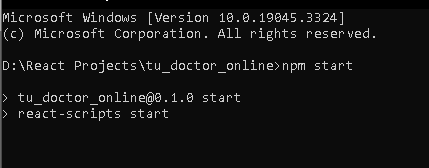 Microsoft Windows [Version 10.0.19045.3324]
(c) Microsoft Corporation. All rights reserved.
D:\React Projects\tu_doctor_online>npm start
> tu_doctor_online@0.1.0 start
> react-scripts start